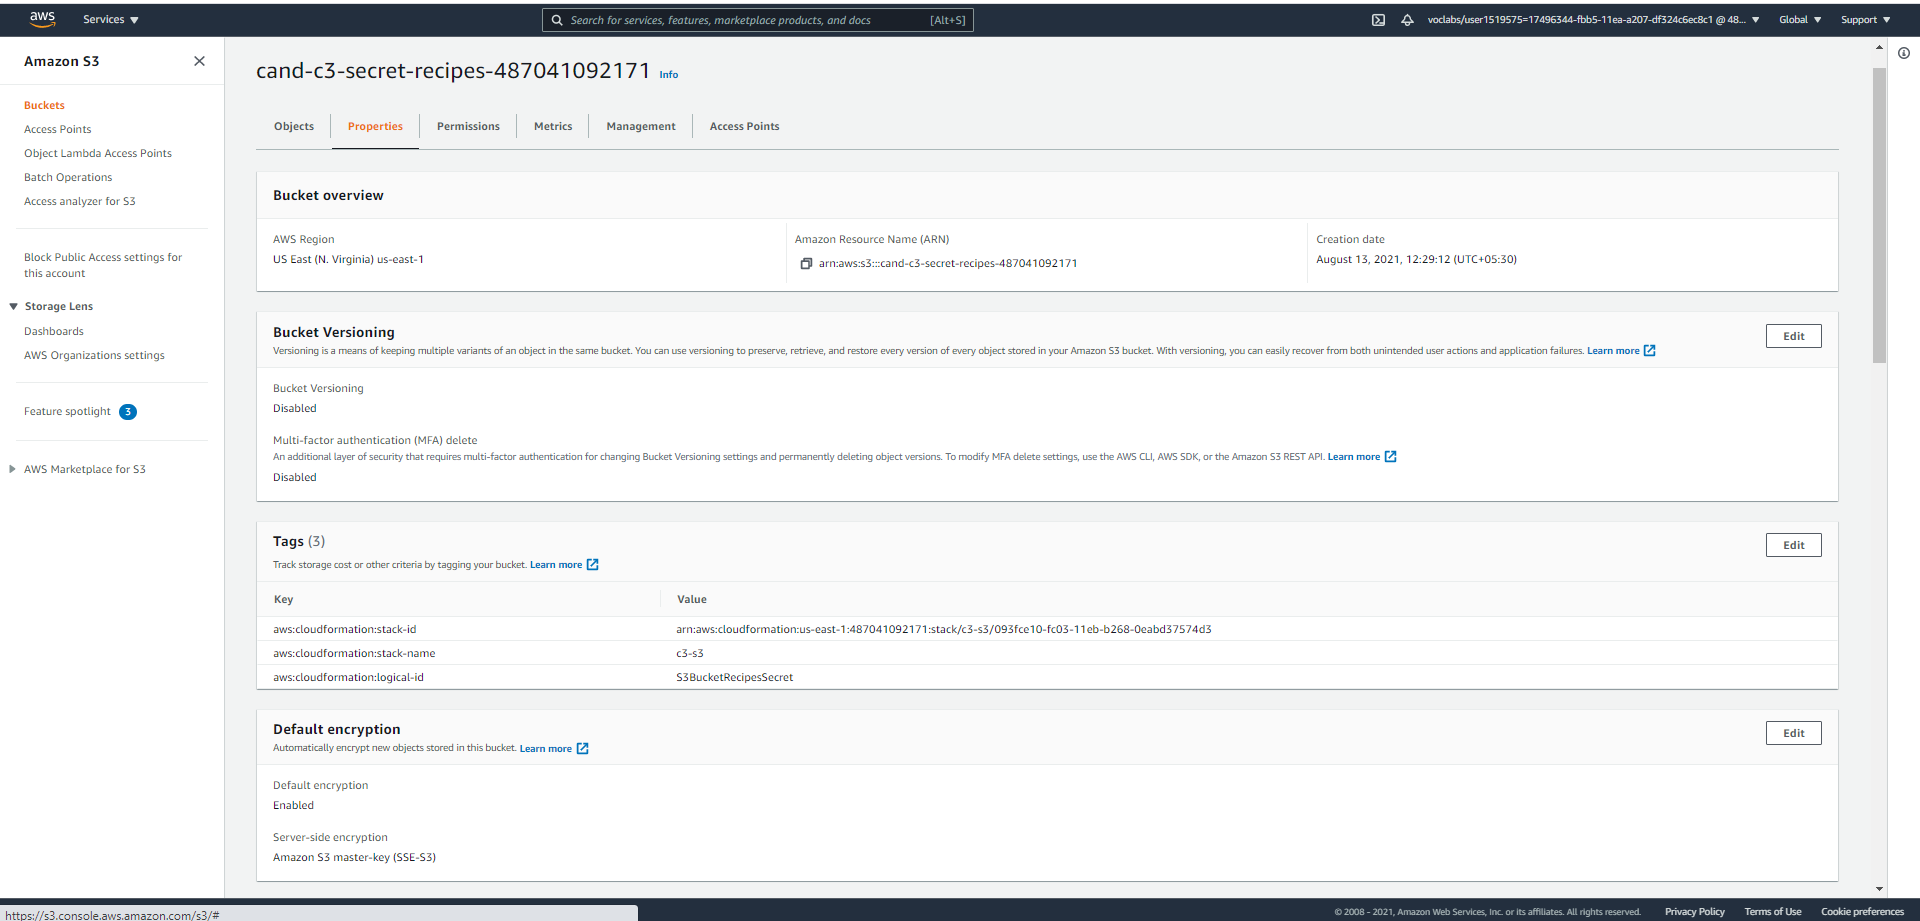 aws
Services
Search for services, features, marketplace products, and docs
[Alt+S]
voclabs/user1519575=17496344-fbb5-11ea-a207-df324c6ec8c1 @ 48...
Global
Support
Amazon S3
Buckets
Access Points
Object Lambda Access Points
Batch Operations
Access analyzer for S3
Block Public Access settings for
this account
Storage Lens
Dashboards
AWS Organizations settings
Feature spotlight 3
AWS Marketplace for S3
cand-c3-secret-recipes-487041092171 Info
Objects
Properties
Permissions
Metrics
Management
Access Points
Bucket overview
AWS Region
US East (N. Virginia) us-east-1
Amazon Resource Name (ARN)
arn:aws:s3:::cand-c3-secret-recipes-487041092171
Creation date
August 13, 2021, 12:29:12 (UTC+05:30)
Bucket Versioning
Edit
Versioning is a means of keeping multiple variants of an object in the same bucket. You can use versioning to preserve, retrieve, and restore every version of every object stored in your Amazon S3 bucket. With versioning, you can easily recover from both unintended user actions and application failures. Learn more
Bucket Versioning
Disabled
Multi-factor authentication (MFA) delete
An additional layer of security that requires multi-factor authentication for changing Bucket Versioning settings and permanently deleting object versions. To modify MFA delete settings, use the AWS CLI, AWS SDK, or the Amazon S3 REST API. Learn more
Disabled
Tags (3)
Edit
Track storage cost or other criteria by tagging your bucket. Learn more
Key Value
aws:cloudformation:stack-id arn:aws:cloudformation:us-east-1:487041092171:stack/c3-s3/093fce10-fc03-11eb-b268-0eabd37574d3
aws:cloudformation:stack-name c3-s3
aws:cloudformation:logical-id S3BucketRecipesSecret
Default encryption
Edit
Automatically encrypt new objects stored in this bucket. Learn more
Default encryption
Enabled
Server-side encryption
Amazon S3 master-key (SSE-S3)
https://s3.console.aws.amazon.com/s3/#
© 2008 - 2021, Amazon Web Services, Inc. or its affiliates. All rights reserved.
Privacy Policy
Terms of Use
Cookie preferences